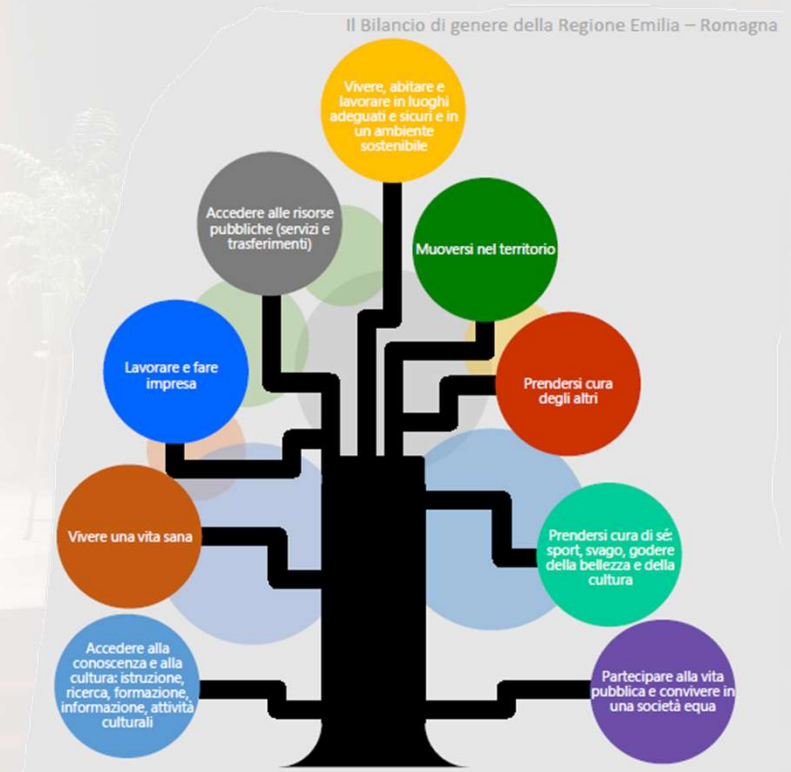 Il Bilancio di genere della Regione Emilia – Romagna
Vivere, abitare e
lavorare in luoghi
adeguati e sicuri e in
un ambiente
sostenibile
Accedere alle risorse
pubbliche (servizi e
trasferimenti)
Muoversi nel territorio
Lavorare e fare
impresa
Prendersi cura
degli altri
Vivere una vita sana
Prendersi cura di sé:
sport, svago, godere
della bellezza e della
cultura
Accedere alla
conoscenza e alla
cultura: istruzione,
ricerca, formazione,
informazione, attività
culturali
Partecipare alla vita
pubblica e convivere in
una società equa